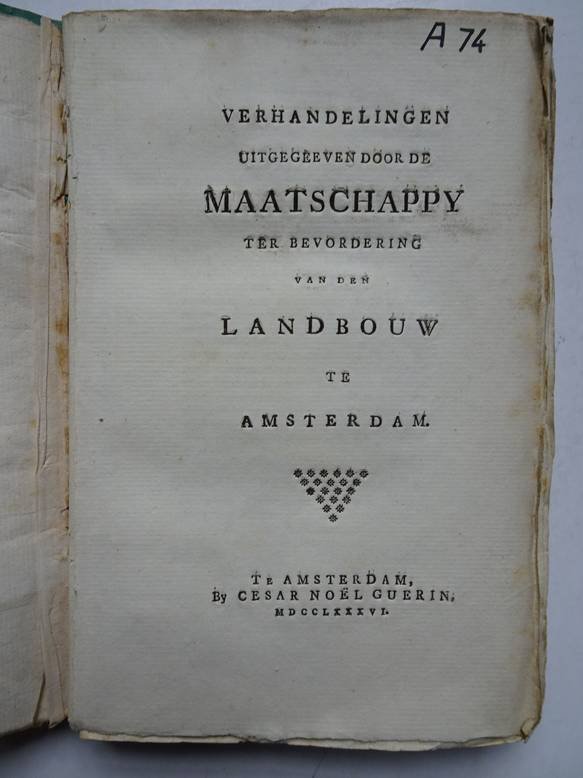 A 74
VERHANDELINGEN
UITGEGEEVEN DOOR DE
MAATSCHAPPY
TER BEVORDERING
VAN DEN
LANDBOUW
TE
AMSTERDAM.
TE AMSTERDAM,
By CESAR NOËL GUERIN,
MDCCLXXXVI.